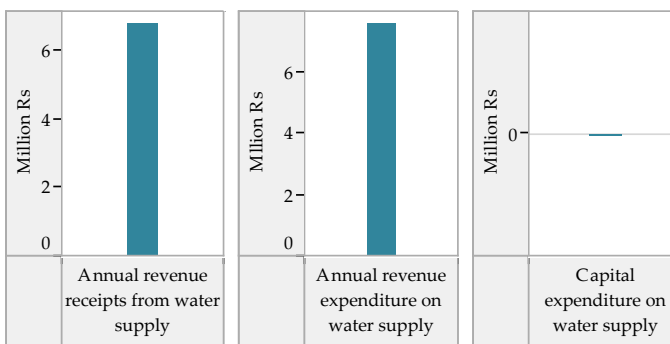 Million Rs
6
4
2
0
Annual revenue
receipts from water
supply
Million Rs
6
4
2
0
Annual revenue
expenditure on
water supply
Million Rs
0
Capital
expenditure on
water supply